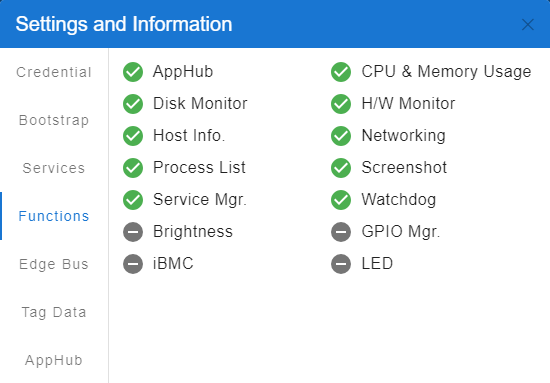 Settings and Information
Credential
Bootstrap
Services
Functions
Edge Bus
Tag Data
AppHub
AppHub
CPU & Memory Usage
Disk Monitor
H/W Monitor
Host Info.
Networking
Process List
Screenshot
Service Mgr.
Watchdog
Brightness
GPIO Mgr.
iBMC
LED